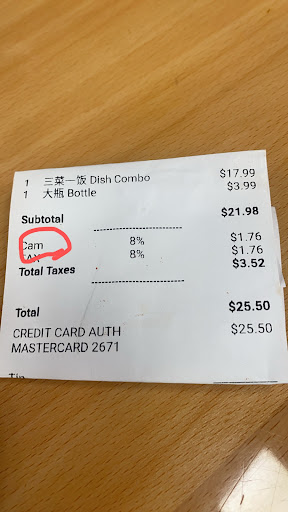 1 三菜一饭 Dish Combo $17.99
1 大瓶 Bottle $3.99
Subtotal $21.98
Cam 8% $1.76
TAX 8% $1.76
Total Taxes $3.52
Total $25.50
CREDIT CARD AUTH $25.50
MASTERCARD 2671
Tip